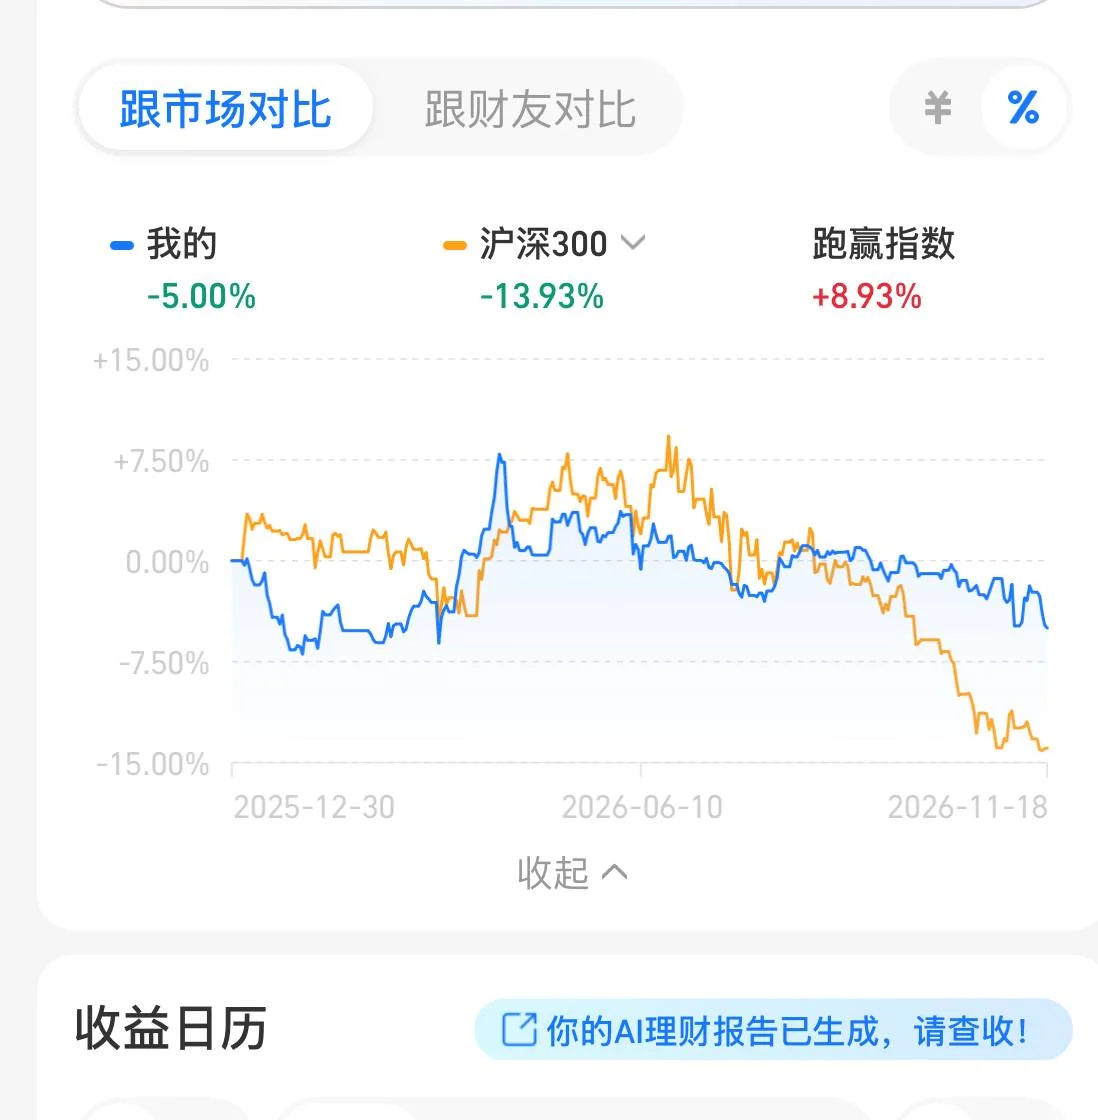 跟市场对比 跟财友对比 ¥ %
我的 沪深300 跑赢指数
-5.00% -13.93% +8.93%
+15.00%
+7.50%
0.00%
-7.50%
-15.00%
2025-12-30 2026-06-10 2026-11-18
收起
收益日历 你的AI理财报告已生成，请查收！